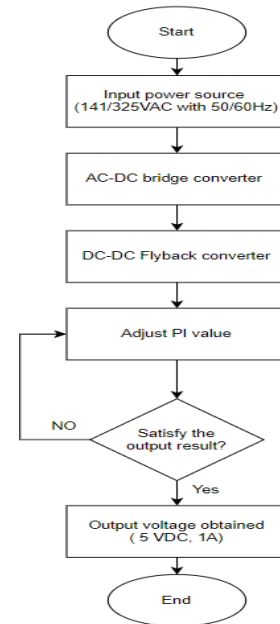 Start
Input power source
(141/325VAC with 50/60Hz)
AC-DC bridge converter
DC-DC Flyback converter
Adjust PI value
NO
Satisfy the
output result?
Yes
Output voltage obtained
( 5 VDC, 1A)
End